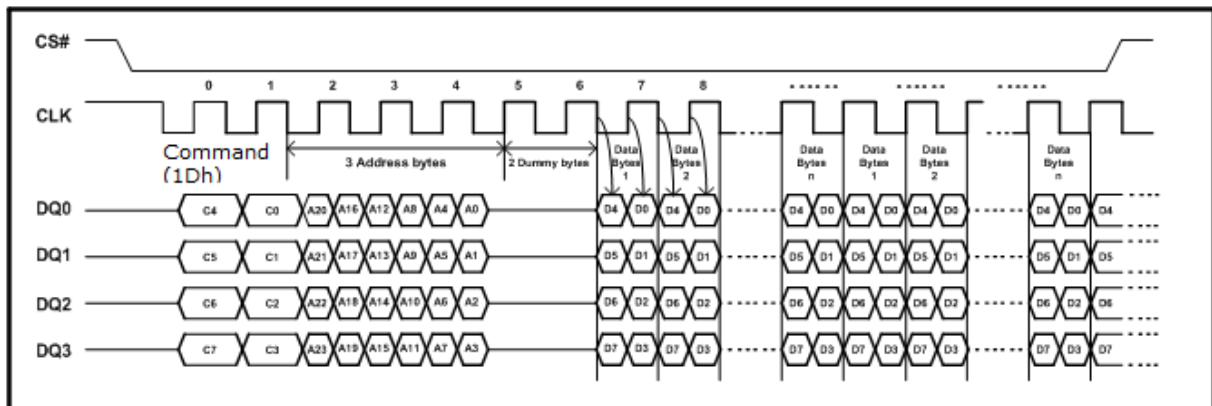 CS#
0 1 2 3 4 5 6 7 8
CLK
Command
(1Dh)
3 Address bytes
2 Dummy bytes
Data
Bytes
1
Data
Bytes
2
Data
Bytes
n
Data
Bytes
1
Data
Bytes
2
Data
Bytes
n
DQ0 C4 C0 A20 A16 A12 A8 A4 A0 D4 D0 D4 D0 D4 D0 D4 D0 D4 D0 D4 D0 D4
DQ1 C5 C1 A21 A17 A13 A9 A5 A1 D5 D1 D5 D1 D5 D1 D5 D1 D5 D1 D5 D1 D5
DQ2 C6 C2 A22 A18 A14 A10 A6 A2 D6 D2 D6 D2 D6 D2 D6 D2 D6 D2 D6 D2 D6
DQ3 C7 C3 A23 A19 A15 A11 A7 A3 D7 D3 D7 D3 D7 D3 D7 D3 D7 D3 D7 D3 D7